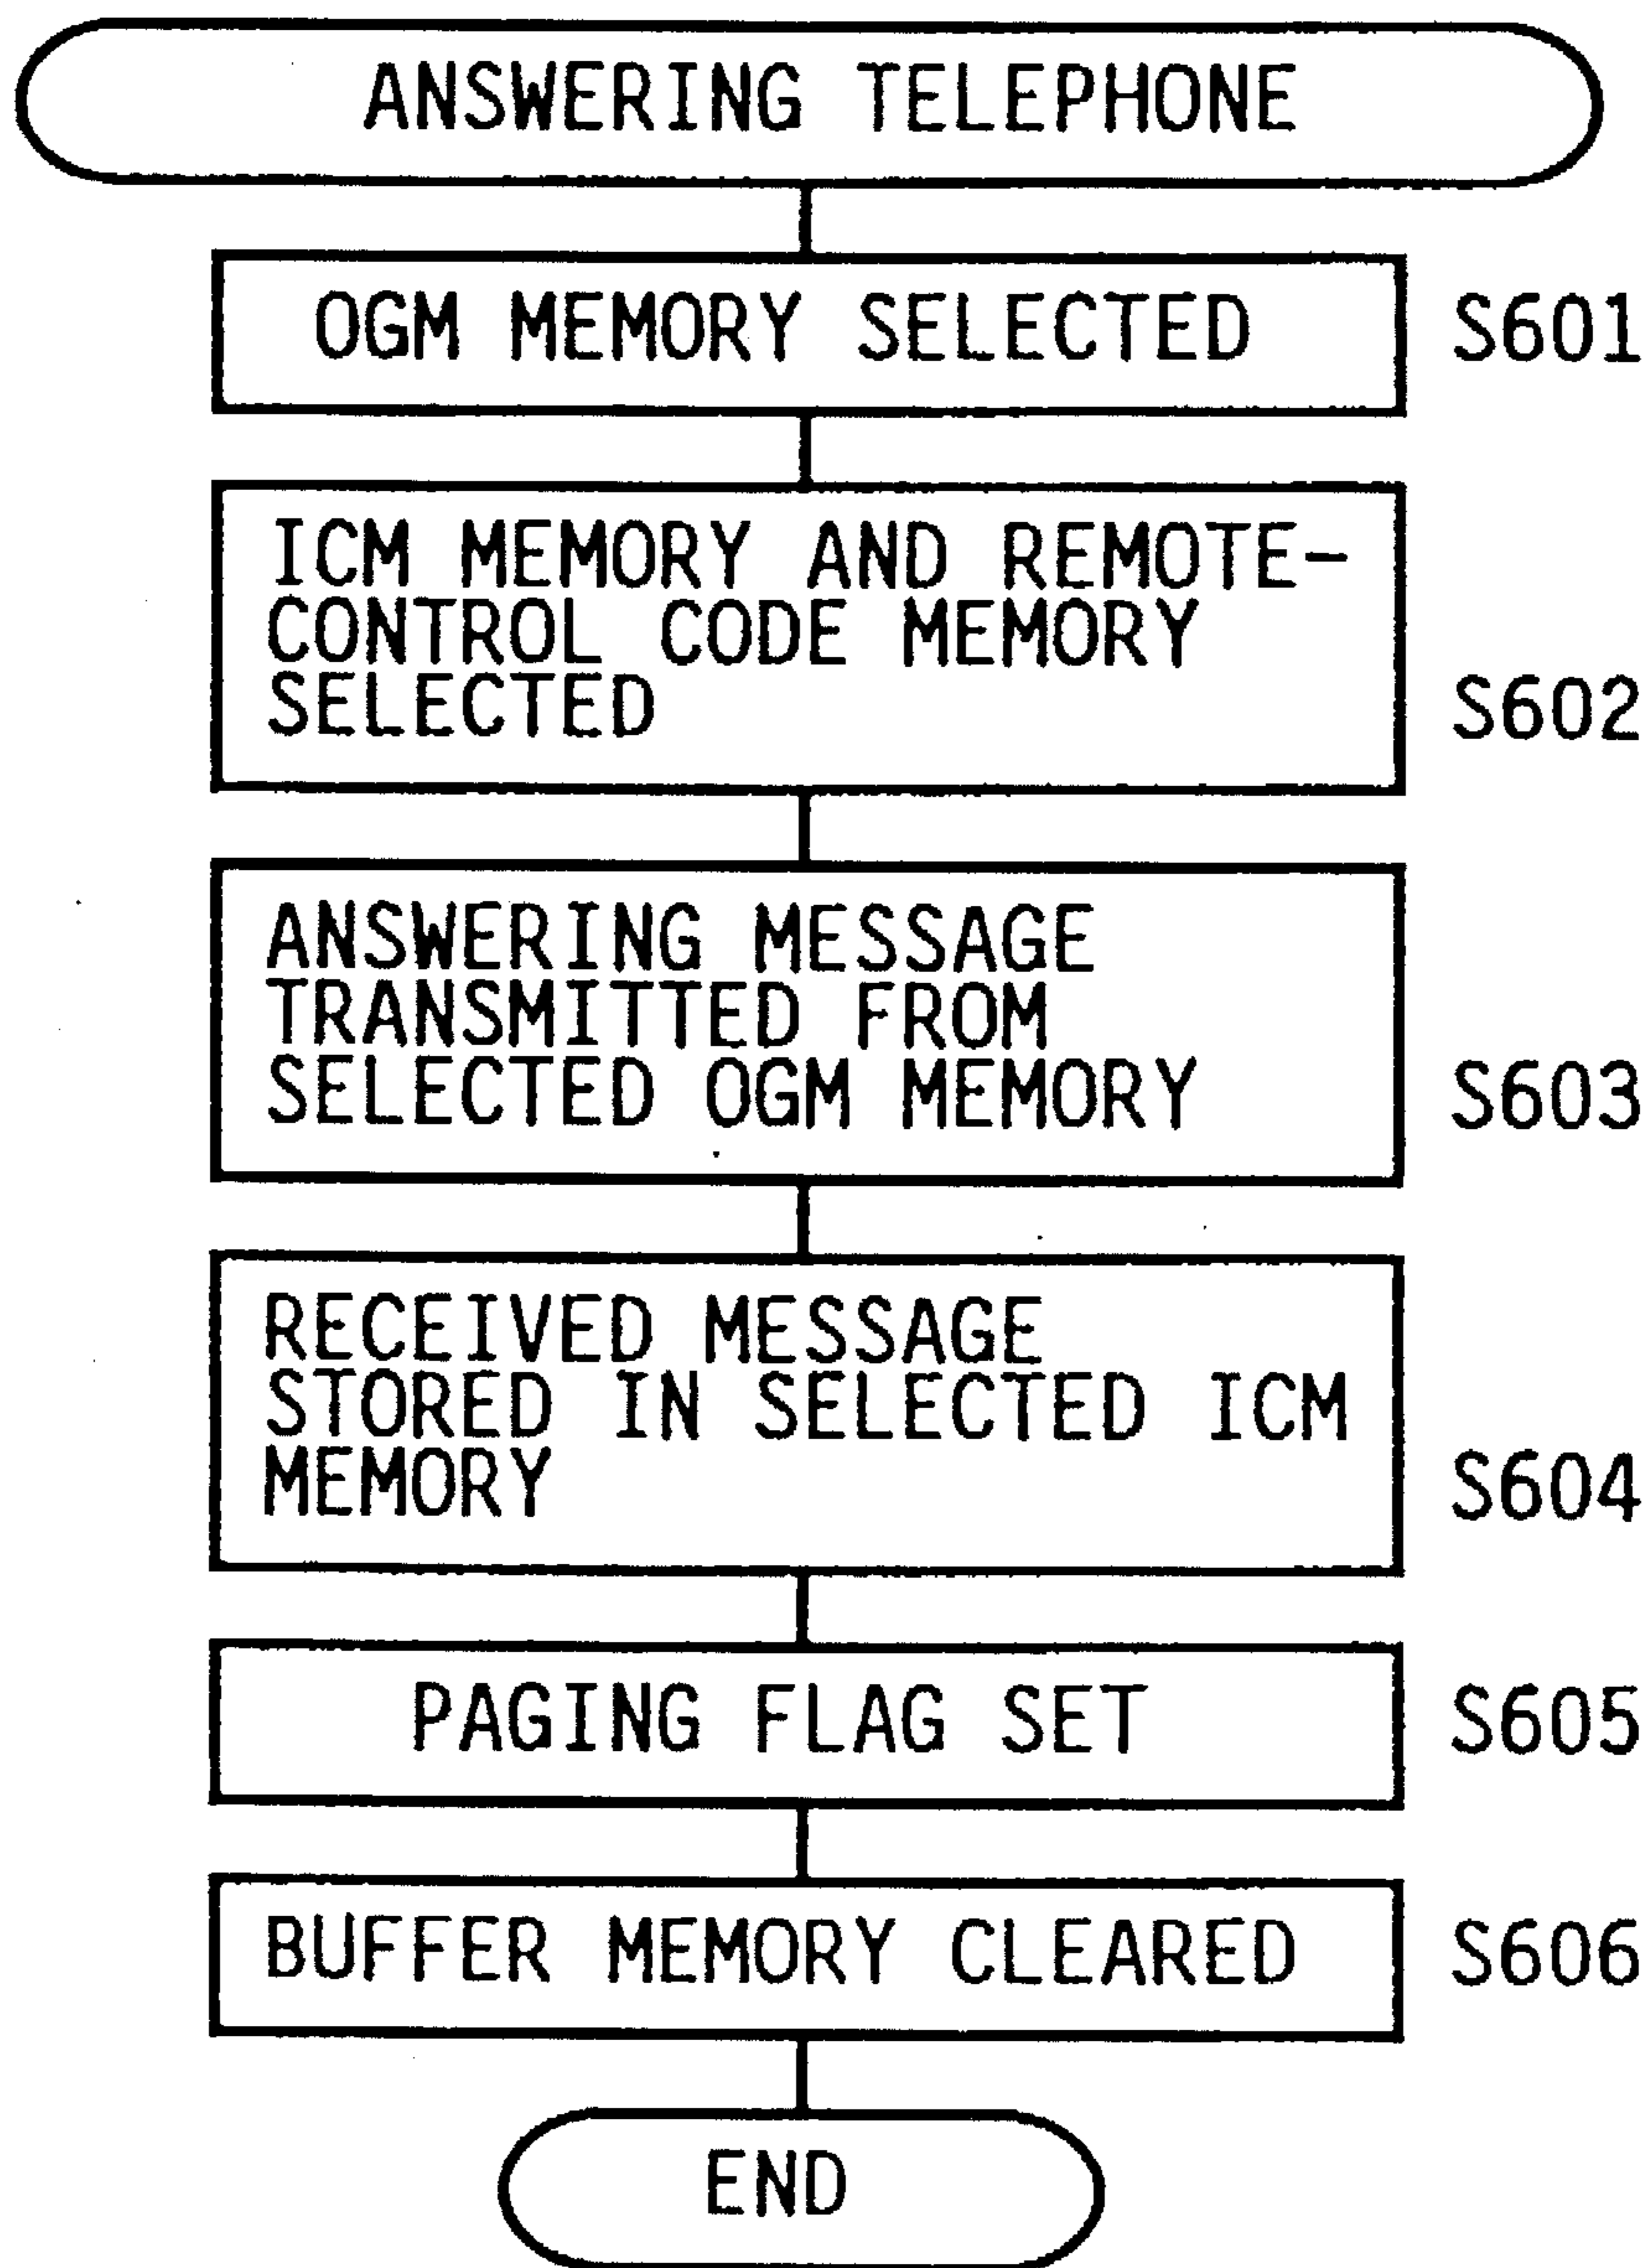 ANSWERING TELEPHONE
OGM MEMORY SELECTED
S601
ICM MEMORY AND REMOTE-
CONTROL CODE MEMORY
SELECTED
S602
ANSWERING MESSAGE
TRANSMITTED FROM
SELECTED OGM MEMORY
S603
RECEIVED MESSAGE
STORED IN SELECTED ICM
MEMORY
S604
PAGING FLAG SET
S605
BUFFER MEMORY CLEARED
S606
END